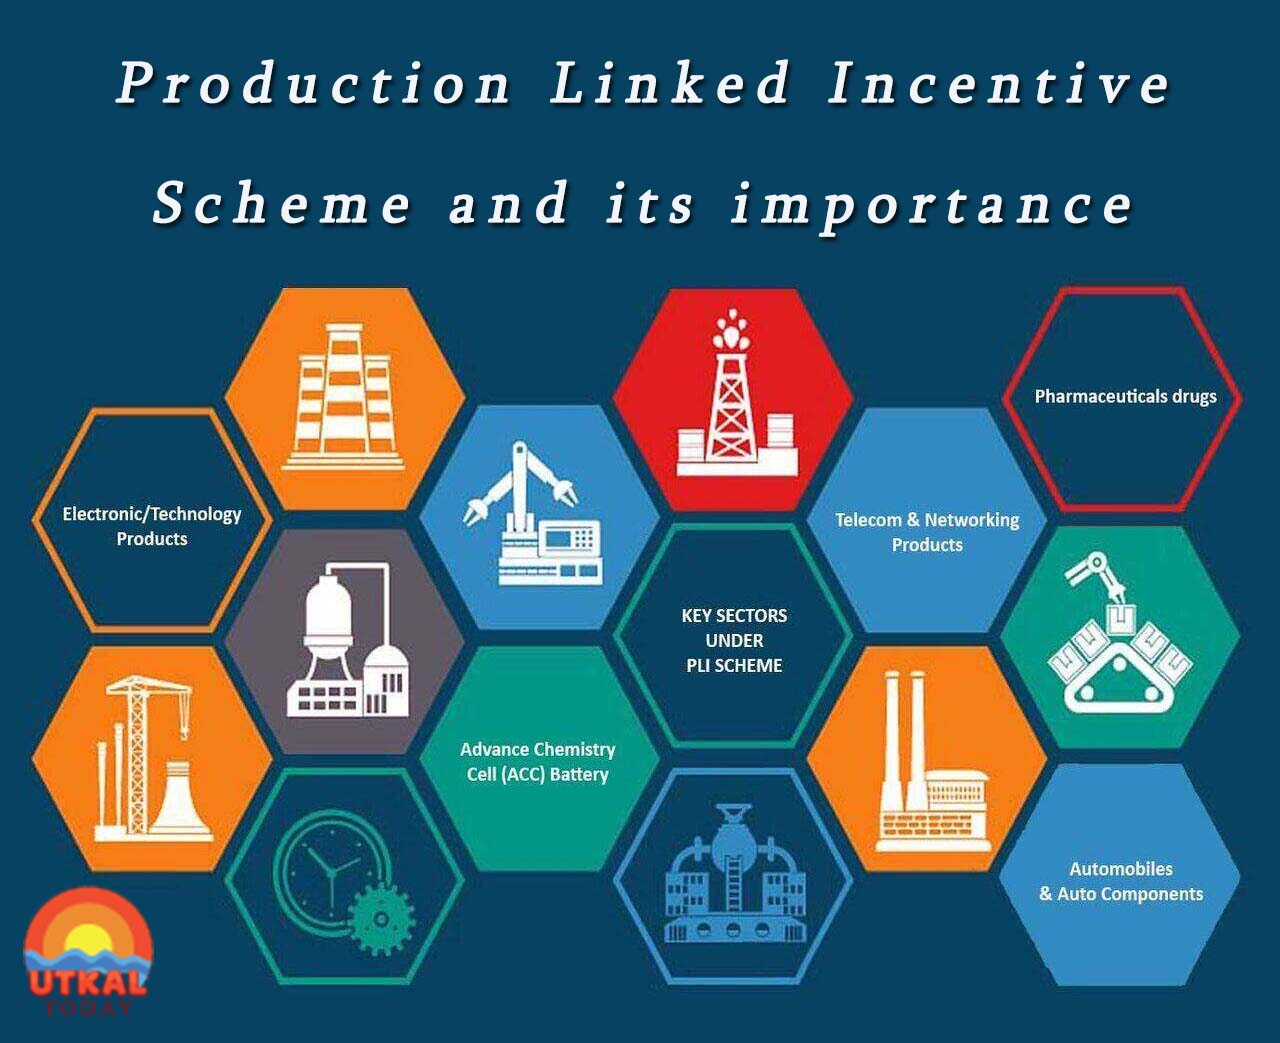 Production Linked Incentive
Scheme and its importance
Pharmaceuticals drugs
Electronic/Technology
Products
Telecom & Networking
Products
KEY SECTORS
UNDER
PLI SCHEME
Advance Chemistry
Cell (ACC) Battery
Automobiles
& Auto Components
UTKAL
TODAY